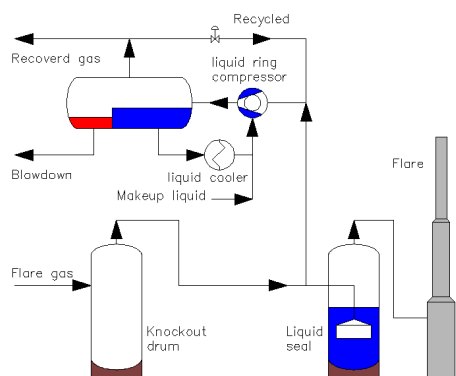 Recycled
Recoverd gas
liquid ring
compressor
Blowdown
liquid cooler
Makeup liquid
Flare
Flare gas
Knockout
drum
Liquid
seal